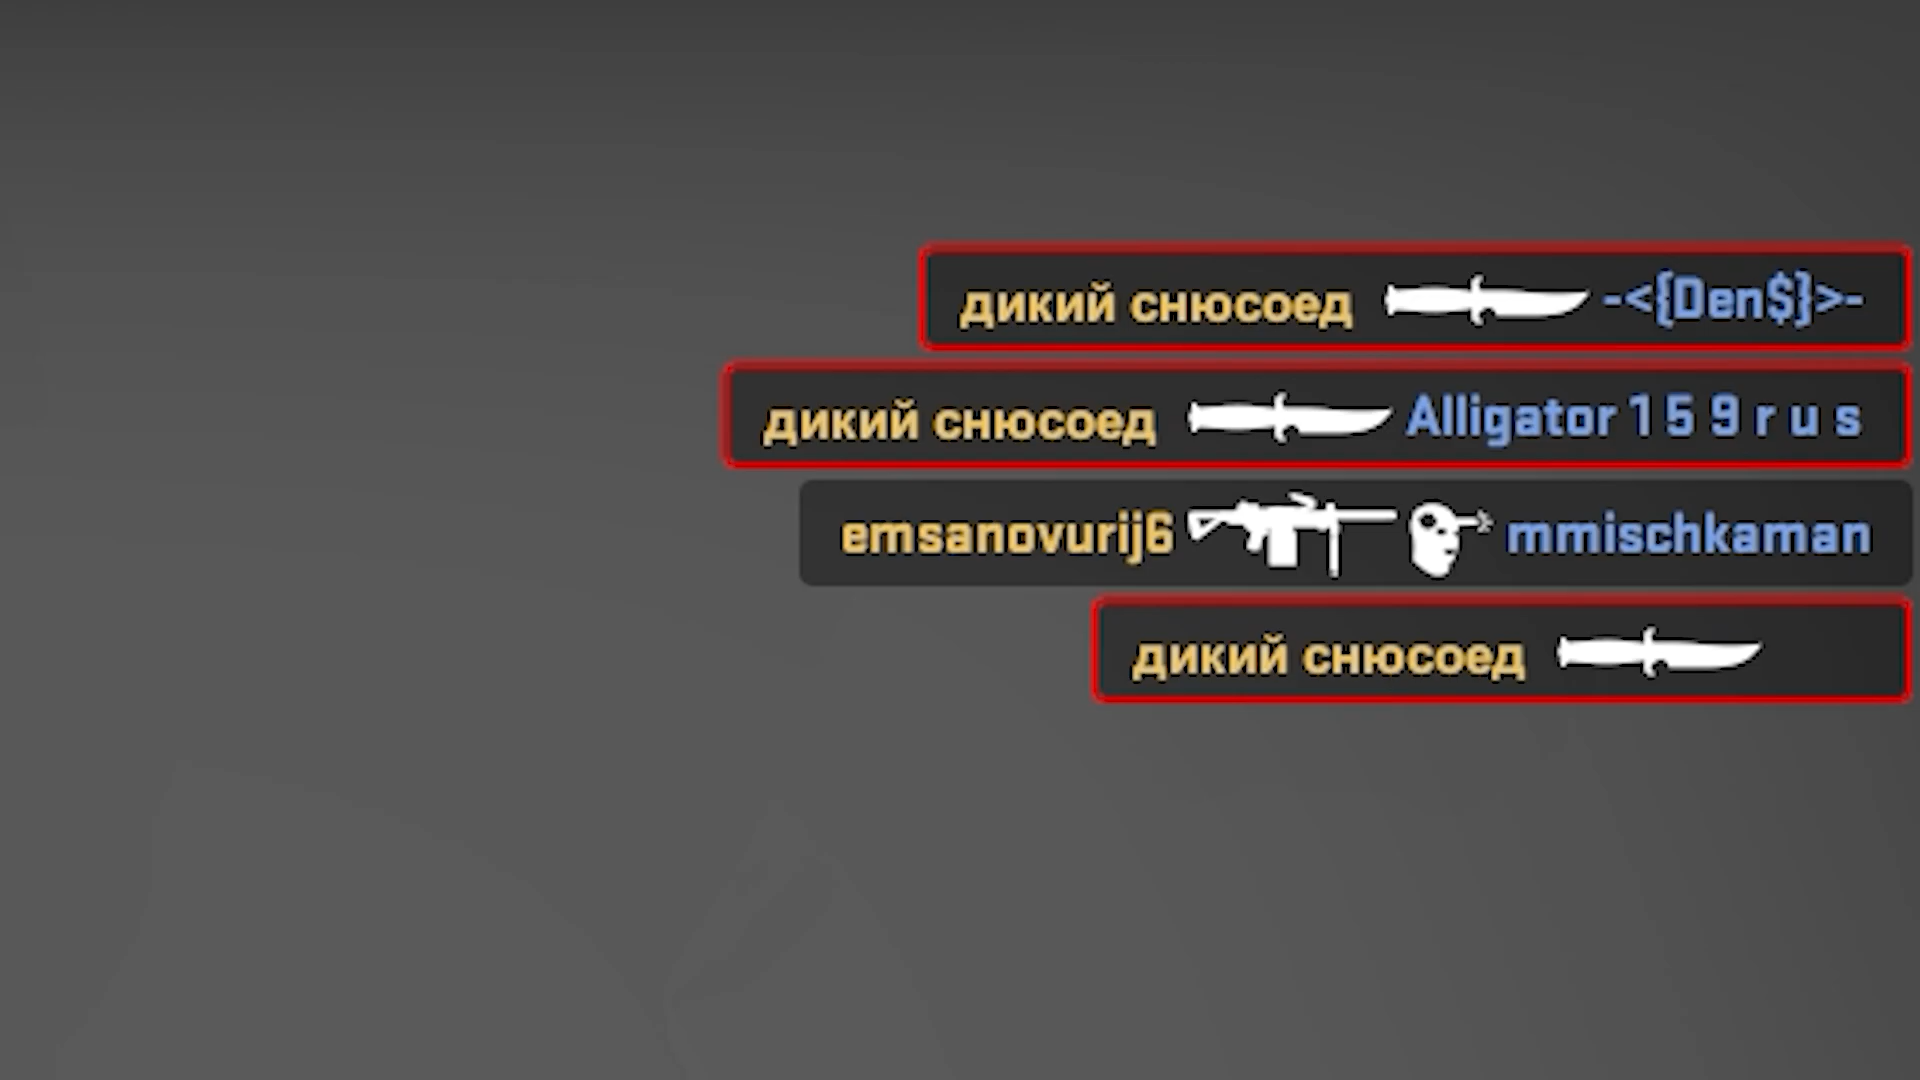 дикий снюсоед -<{Den$}>-
дикий снюсоед Alligator 1 5 9 r u s
emsanovurij6 mmischkaman
дикий снюсоед